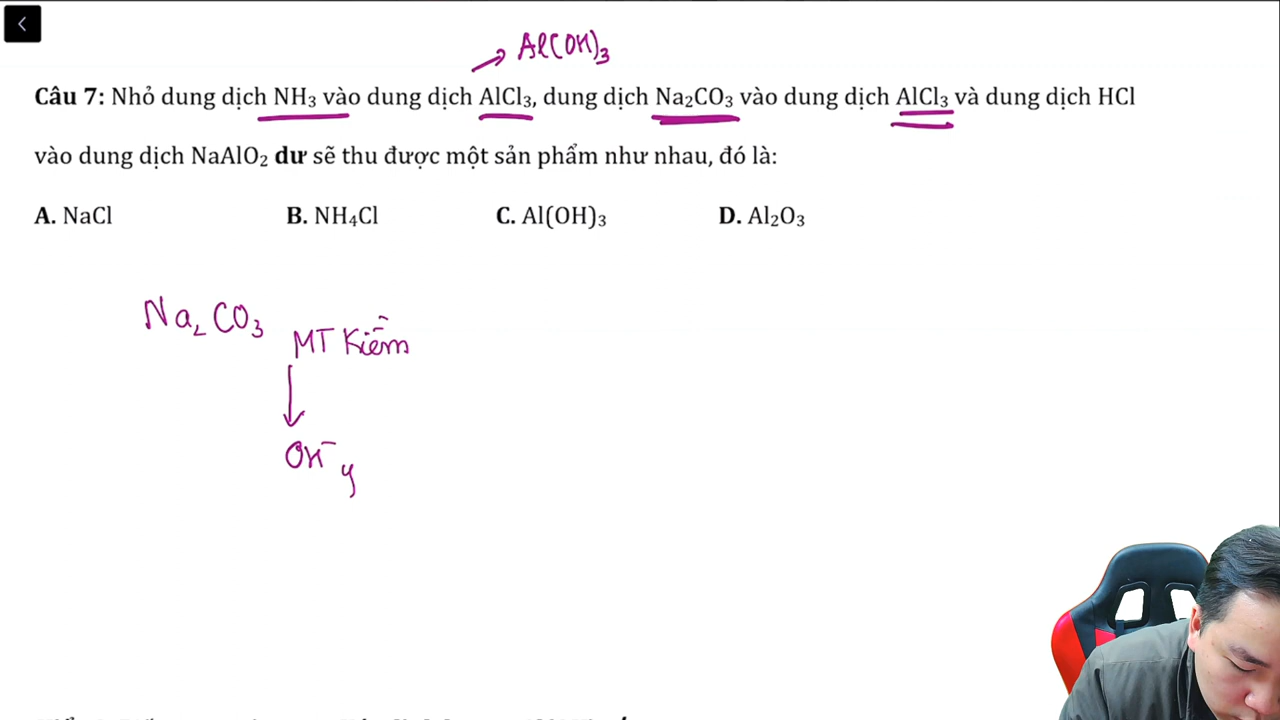 Al(OH)₃
Câu 7: Nhỏ dung dịch NH₃ vào dung dịch AlCl₃, dung dịch Na₂CO₃ vào dung dịch AlCl₃ và dung dịch HCl
vào dung dịch NaAlO₂ dư sẽ thu được một sản phẩm như nhau, đó là:
A. NaCl B. NH₄Cl C. Al(OH)₃ D. Al₂O₃
Na₂CO₃
MT Kiềm
OH⁻ y